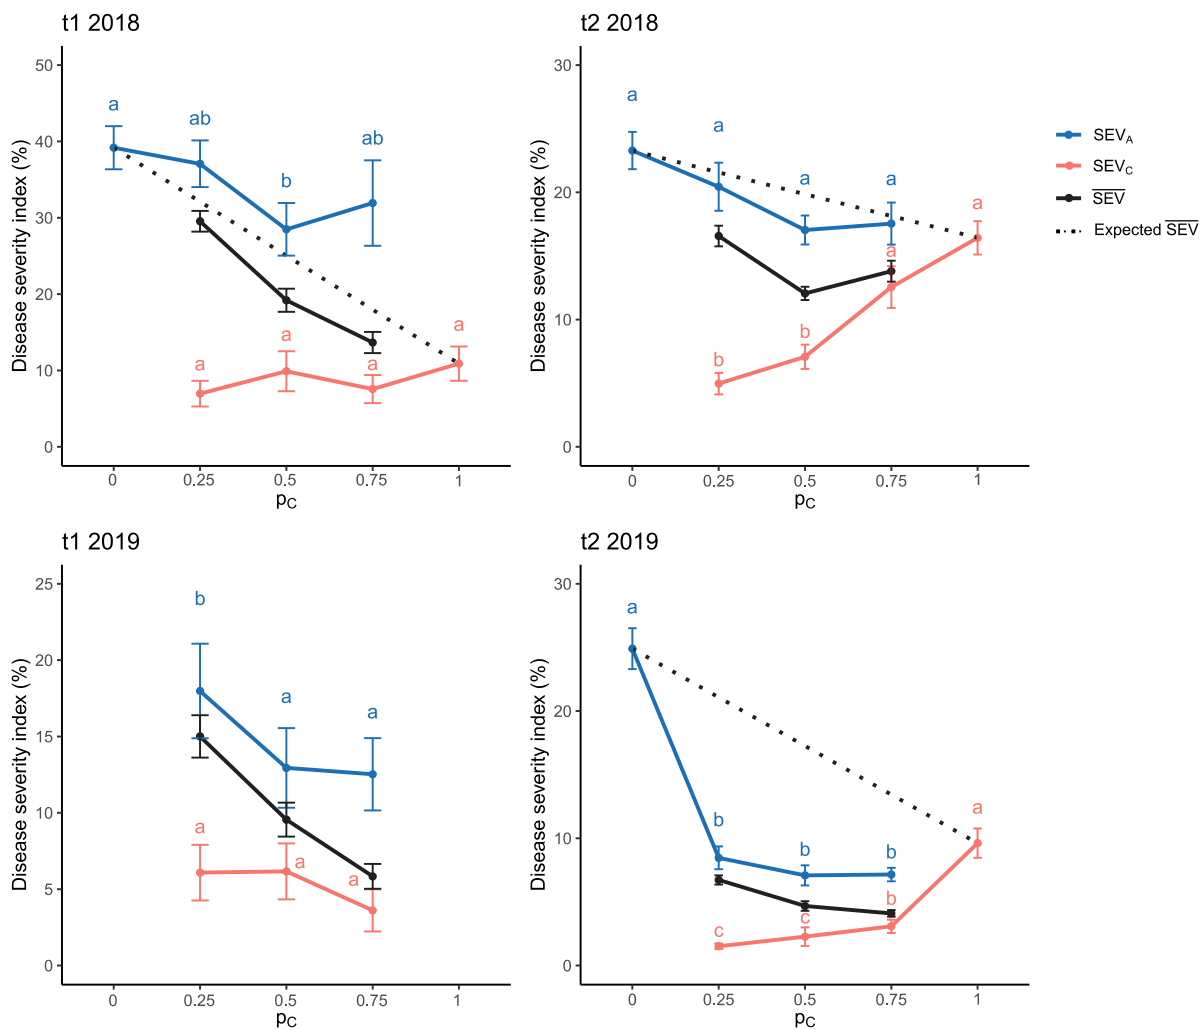 t1 2018
Disease severity index (%)
50
40
30
20
10
0
a
ab
b
ab
a
a
a
a
0
0.25
0.5
0.75
1
pC
t2 2018
Disease severity index (%)
30
20
10
0
a
a
a
a
b
b
a
a
0
0.25
0.5
0.75
1
pC
SEVA
SEVC
SEV
Expected SEV
t1 2019
Disease severity index (%)
25
20
15
10
5
0
b
a
a
a
a
a
0
0.25
0.5
0.75
1
pC
t2 2019
Disease severity index (%)
30
20
10
0
a
b
b
b
c
c
b
a
0
0.25
0.5
0.75
1
pC